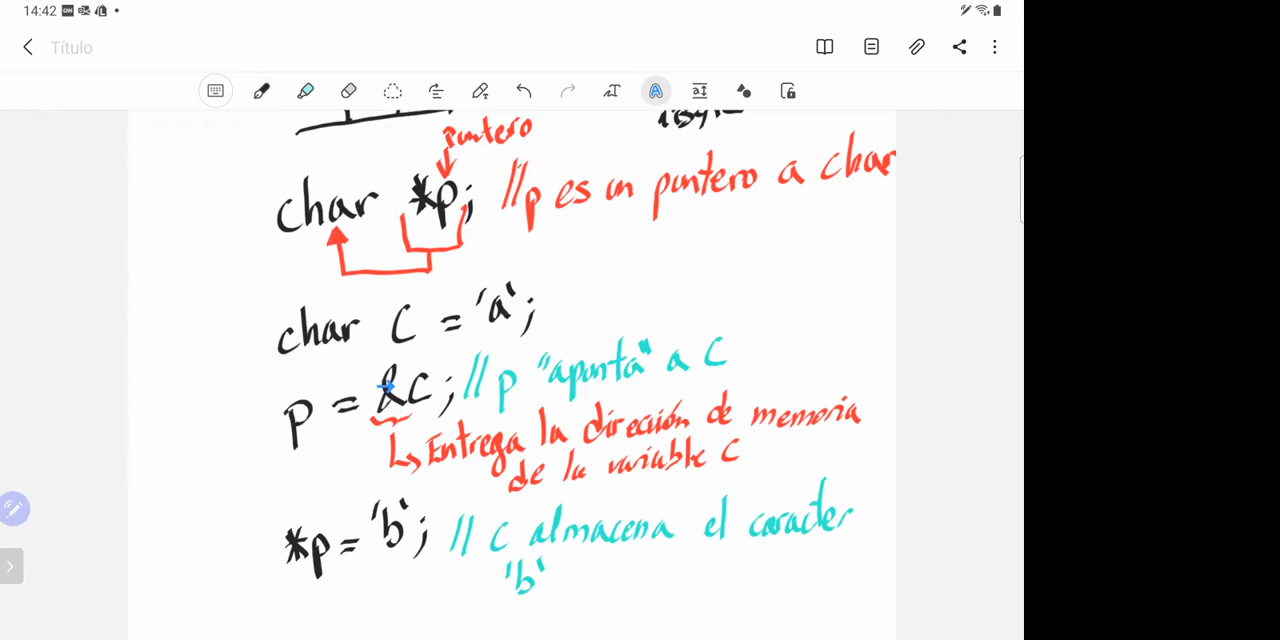 14:42
Título
puntero
char *p; //p es un puntero a char
char C = 'a';
p = &C; //p "apunta" a C
↳ Entrega la dirección de memoria
de la variable C
*p = 'b'; // C almacena el caracter
'b'